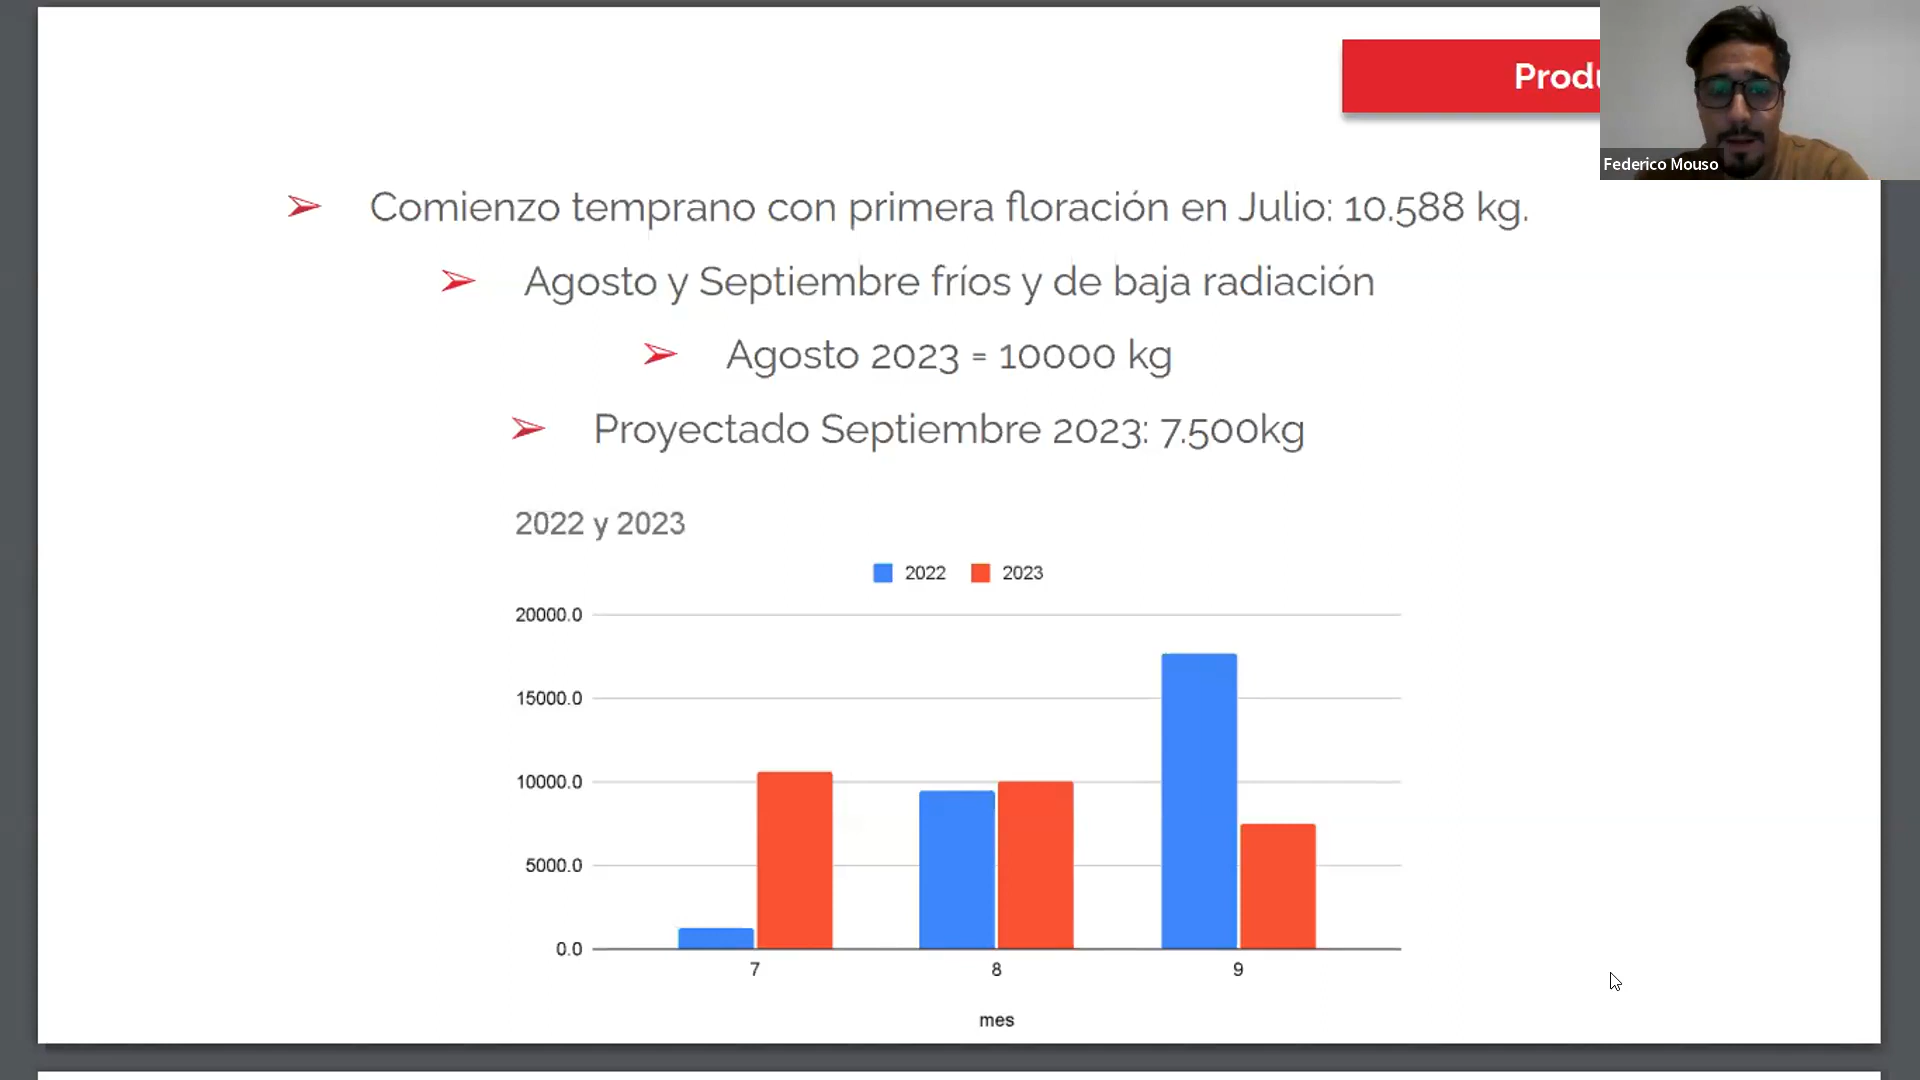 Federico Mouso
➢ Comienzo temprano con primera floración en Julio: 10.588 kg.
➢ Agosto y Septiembre fríos y de baja radiación
➢ Agosto 2023 = 10000 kg
➢ Proyectado Septiembre 2023: 7.500kg
2022 y 2023
2022 2023
20000.0
15000.0
10000.0
5000.0
0.0
7 8 9
mes